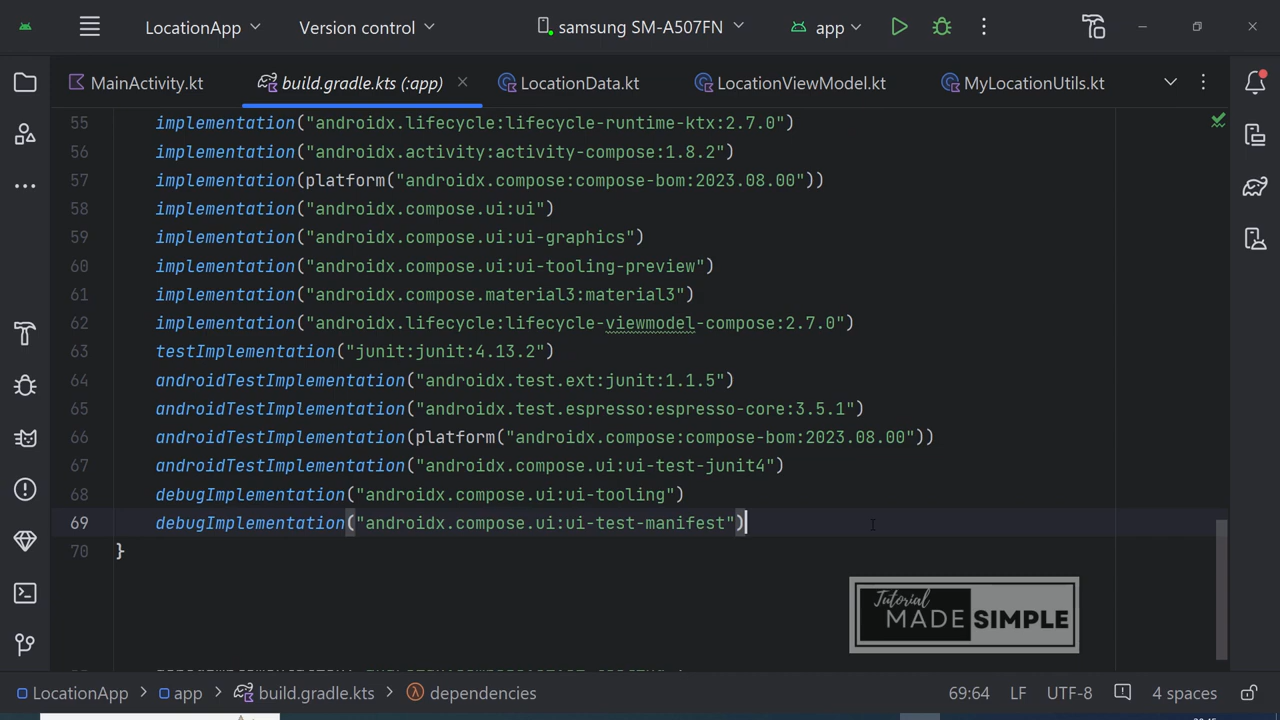 LocationApp Version control samsung SM-A507FN app
MainActivity.kt build.gradle.kts (:app) LocationData.kt LocationViewModel.kt MyLocationUtils.kt
55 implementation("androidx.lifecycle:lifecycle-runtime-ktx:2.7.0")
56 implementation("androidx.activity:activity-compose:1.8.2")
57 implementation(platform("androidx.compose:compose-bom:2023.08.00"))
58 implementation("androidx.compose.ui:ui")
59 implementation("androidx.compose.ui:ui-graphics")
60 implementation("androidx.compose.ui:ui-tooling-preview")
61 implementation("androidx.compose.material3:material3")
62 implementation("androidx.lifecycle:lifecycle-viewmodel-compose:2.7.0")
63 testImplementation("junit:junit:4.13.2")
64 androidTestImplementation("androidx.test.ext:junit:1.1.5")
65 androidTestImplementation("androidx.test.espresso:espresso-core:3.5.1")
66 androidTestImplementation(platform("androidx.compose:compose-bom:2023.08.00"))
67 androidTestImplementation("androidx.compose.ui:ui-test-junit4")
68 debugImplementation("androidx.compose.ui:ui-tooling")
69 debugImplementation("androidx.compose.ui:ui-test-manifest")
70 }
Tutorial
MADE SIMPLE
LocationApp app build.gradle.kts dependencies 69:64 LF UTF-8 4 spaces